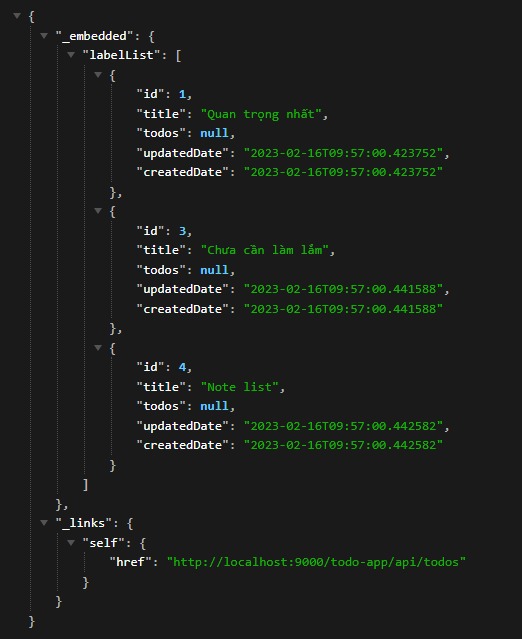 {
"_embedded": {
"labelList": [
{
"id": 1,
"title": "Quan trọng nhất",
"todos": null,
"updatedDate": "2023-02-16T09:57:00.423752",
"createdDate": "2023-02-16T09:57:00.423752"
},
{
"id": 3,
"title": "Chưa cần làm lắm",
"todos": null,
"updatedDate": "2023-02-16T09:57:00.441588",
"createdDate": "2023-02-16T09:57:00.441588"
},
{
"id": 4,
"title": "Note list",
"todos": null,
"updatedDate": "2023-02-16T09:57:00.442582",
"createdDate": "2023-02-16T09:57:00.442582"
}
]
},
"_links": {
"self": {
"href": "http://localhost:9000/todo-app/api/todos"
}
}
}